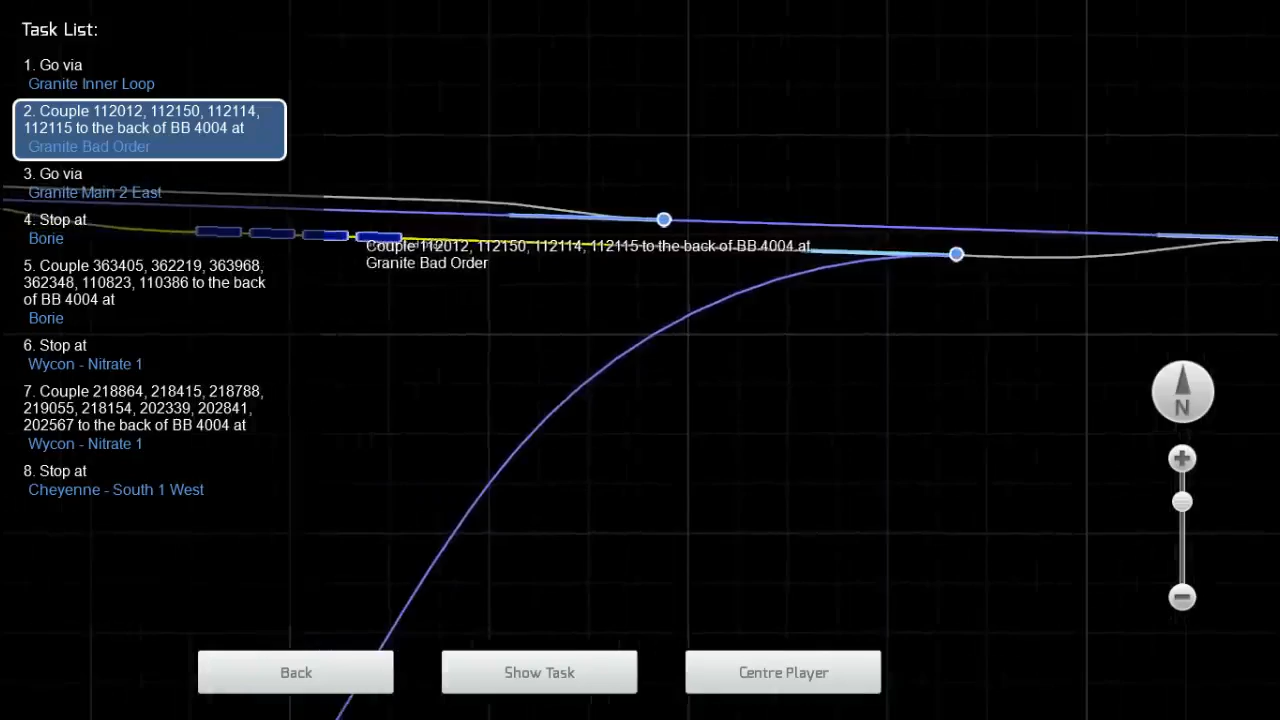 Task List:
1. Go via
Granite Inner Loop
2. Couple 112012, 112150, 112114,
112115 to the back of BB 4004 at
Granite Bad Order
3. Go via
Granite Main 2 East
4. Stop at
Borie
5. Couple 363405, 362219, 363968,
362348, 110823, 110386 to the back
of BB 4004 at
Borie
6. Stop at
Wycon - Nitrate 1
7. Couple 218864, 218415, 218788,
219055, 218154, 202339, 202841,
202567 to the back of BB 4004 at
Wycon - Nitrate 1
8. Stop at
Cheyenne - South 1 West
Couple 112012, 112150, 112114, 112115 to the back of BB 4004 at
Granite Bad Order
N
Back
Show Task
Centre Player